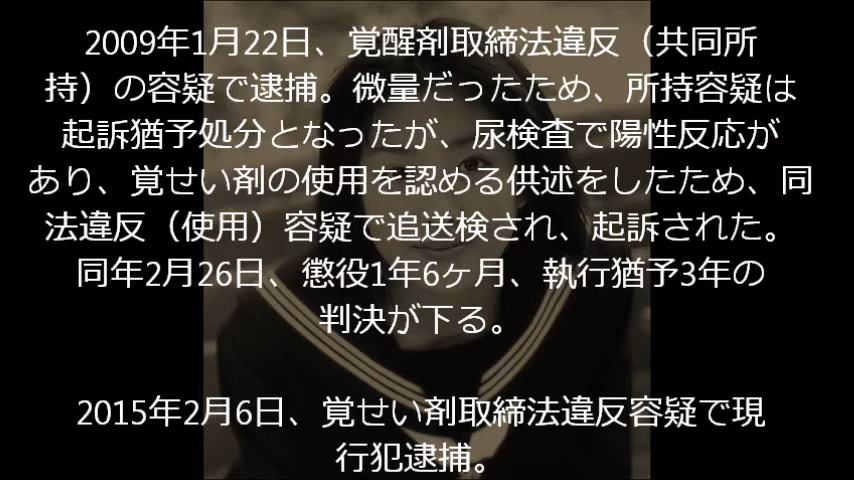 2009年1月22日、覚醒剤取締法違反（共同所
持）の容疑で逮捕。微量だったため、所持容疑は
起訴猶予処分となったが、尿検査で陽性反応が
あり、覚せい剤の使用を認める供述をしたため、同
法違反（使用）容疑で追送検され、起訴された。
同年2月26日、懲役1年6ヶ月、執行猶予3年の
判決が下る。
2015年2月6日、覚せい剤取締法違反容疑で現
行犯逮捕。